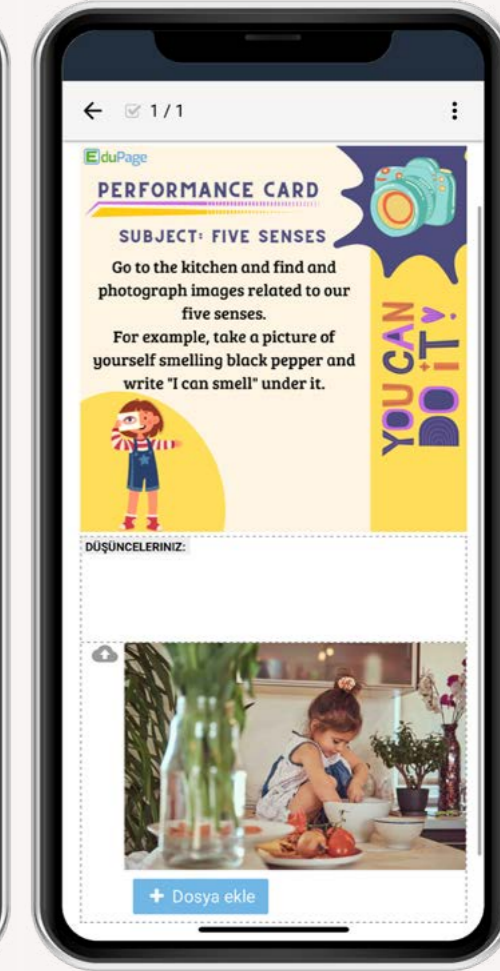 1 / 1
EduPage
PERFORMANCE CARD
SUBJECT: FIVE SENSES
Go to the kitchen and find and
photograph images related to our
five senses.
For example, take a picture of
yourself smelling black pepper and
write "I can smell" under it.
YOU CAN
DO iT!
DÜŞÜNCELERINIZ:
+ Dosya ekle